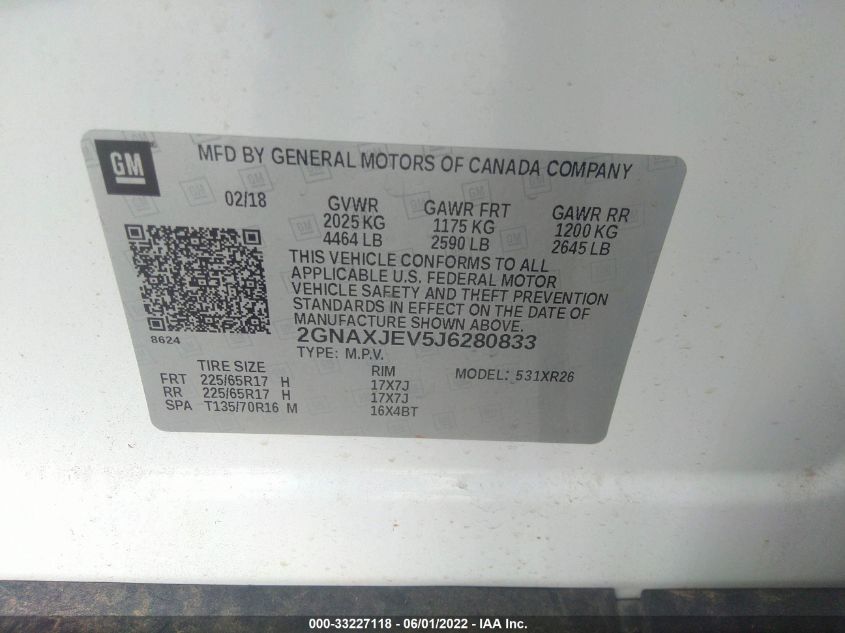 GM
MFD BY GENERAL MOTORS OF CANADA COMPANY
02/18 GVWR GAWR FRT GAWR RR
2025 KG 1175 KG 1200 KG
4464 LB 2590 LB 2645 LB
THIS VEHICLE CONFORMS TO ALL
APPLICABLE U.S. FEDERAL MOTOR
VEHICLE SAFETY AND THEFT PREVENTION
STANDARDS IN EFFECT ON THE DATE OF
MANUFACTURE SHOWN ABOVE.
8624 2GNAXJEV5J6280833
TYPE: M.P.V.
TIRE SIZE RIM MODEL: 531XR26
FRT 225/65R17 H 17X7J
RR 225/65R17 H 17X7J
SPA T135/70R16 M 16X4BT
000-33227118 - 06/01/2022 - IAA Inc.